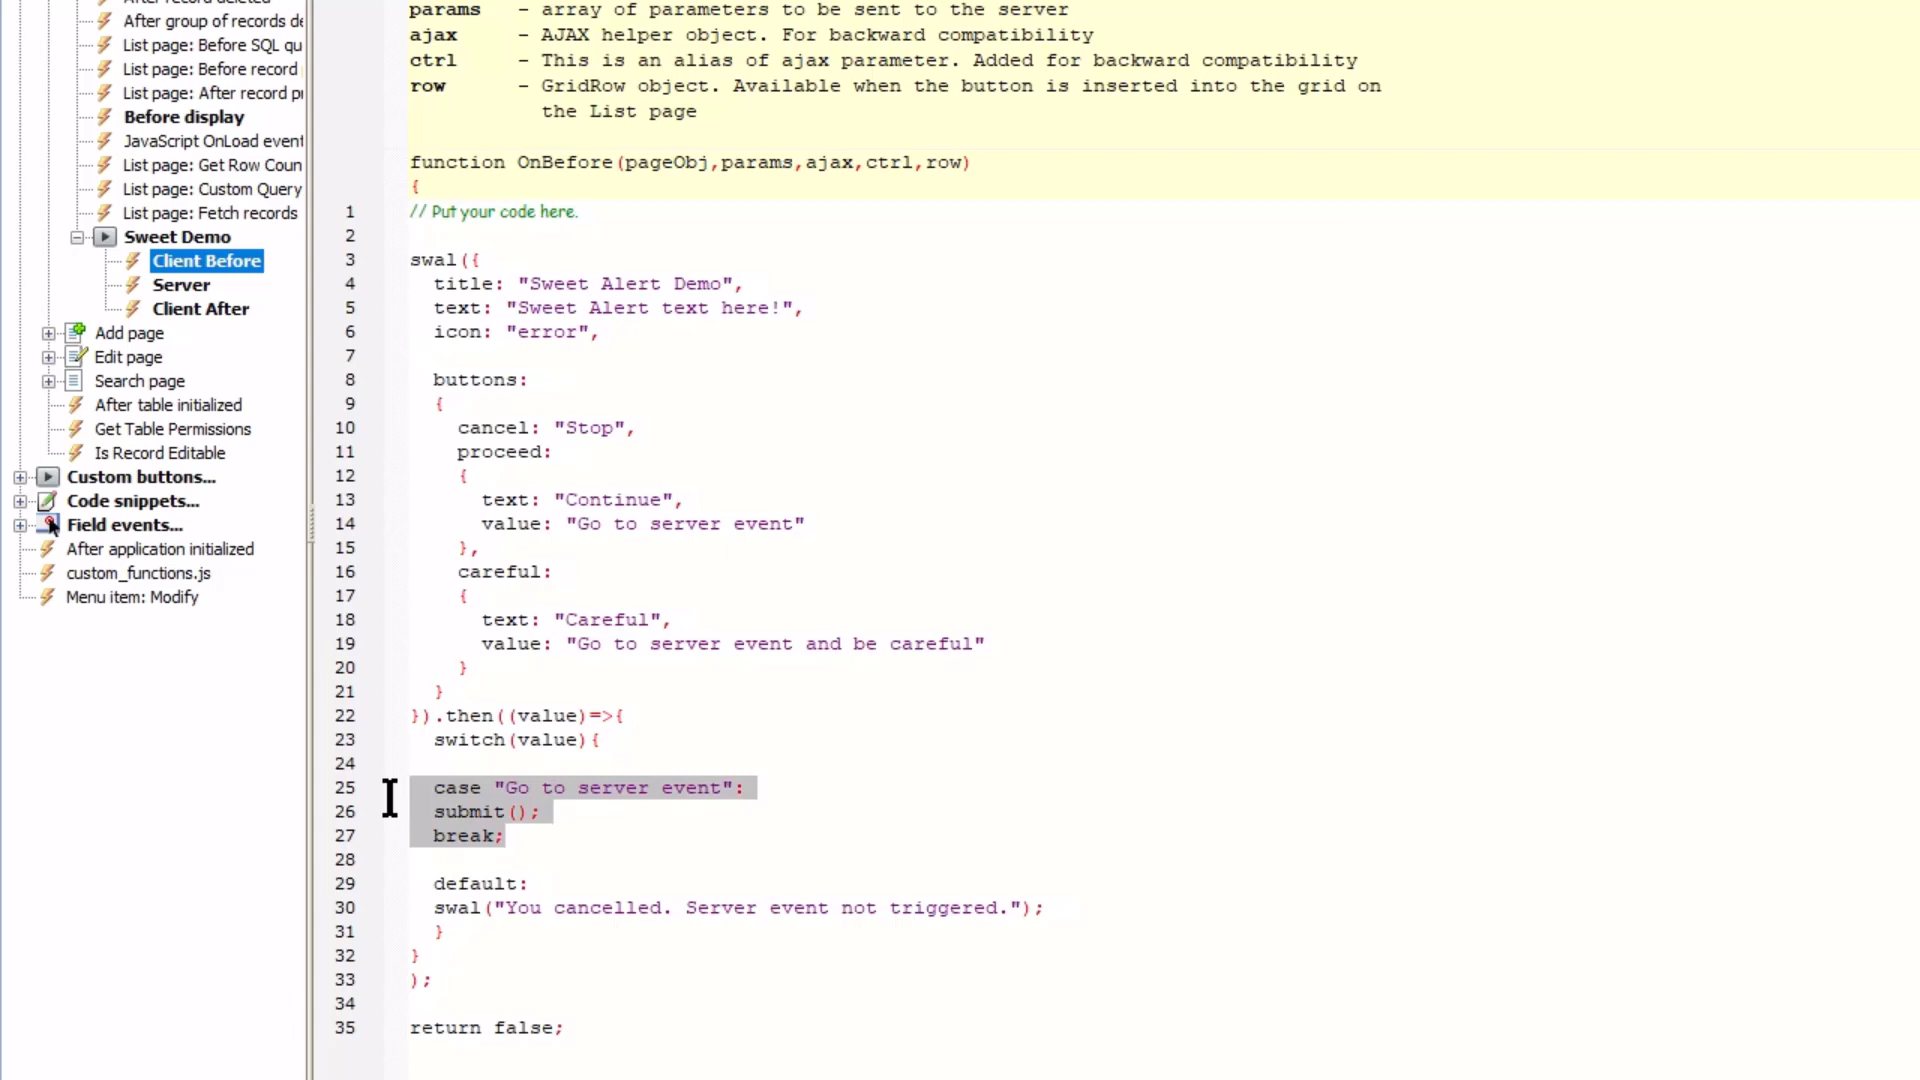 After record deleted
After group of records de
List page: Before SQL qu
List page: Before record
List page: After record pr
Before display
JavaScript OnLoad event
List page: Get Row Coun
List page: Custom Query
List page: Fetch records
Sweet Demo
Client Before
Server
Client After
Add page
Edit page
Search page
After table initialized
Get Table Permissions
Is Record Editable
Custom buttons...
Code snippets...
Field events...
After application initialized
custom_functions.js
Menu item: Modify
params - array of parameters to be sent to the server
ajax - AJAX helper object. For backward compatibility
ctrl - This is an alias of ajax parameter. Added for backward compatibility
row - GridRow object. Available when the button is inserted into the grid on
the List page
function OnBefore(pageObj,params,ajax,ctrl,row)
{
1 // Put your code here.
2
3 swal({
4 title: "Sweet Alert Demo",
5 text: "Sweet Alert text here!",
6 icon: "error",
7
8 buttons:
9 {
10 cancel: "Stop",
11 proceed:
12 {
13 text: "Continue",
14 value: "Go to server event"
15 },
16 careful:
17 {
18 text: "Careful",
19 value: "Go to server event and be careful"
20 }
21 }
22 }).then((value)=>{
23 switch(value){
24
25 case "Go to server event":
26 submit();
27 break;
28
29 default:
30 swal("You cancelled. Server event not triggered.");
31 }
32 }
33 );
34
35 return false;